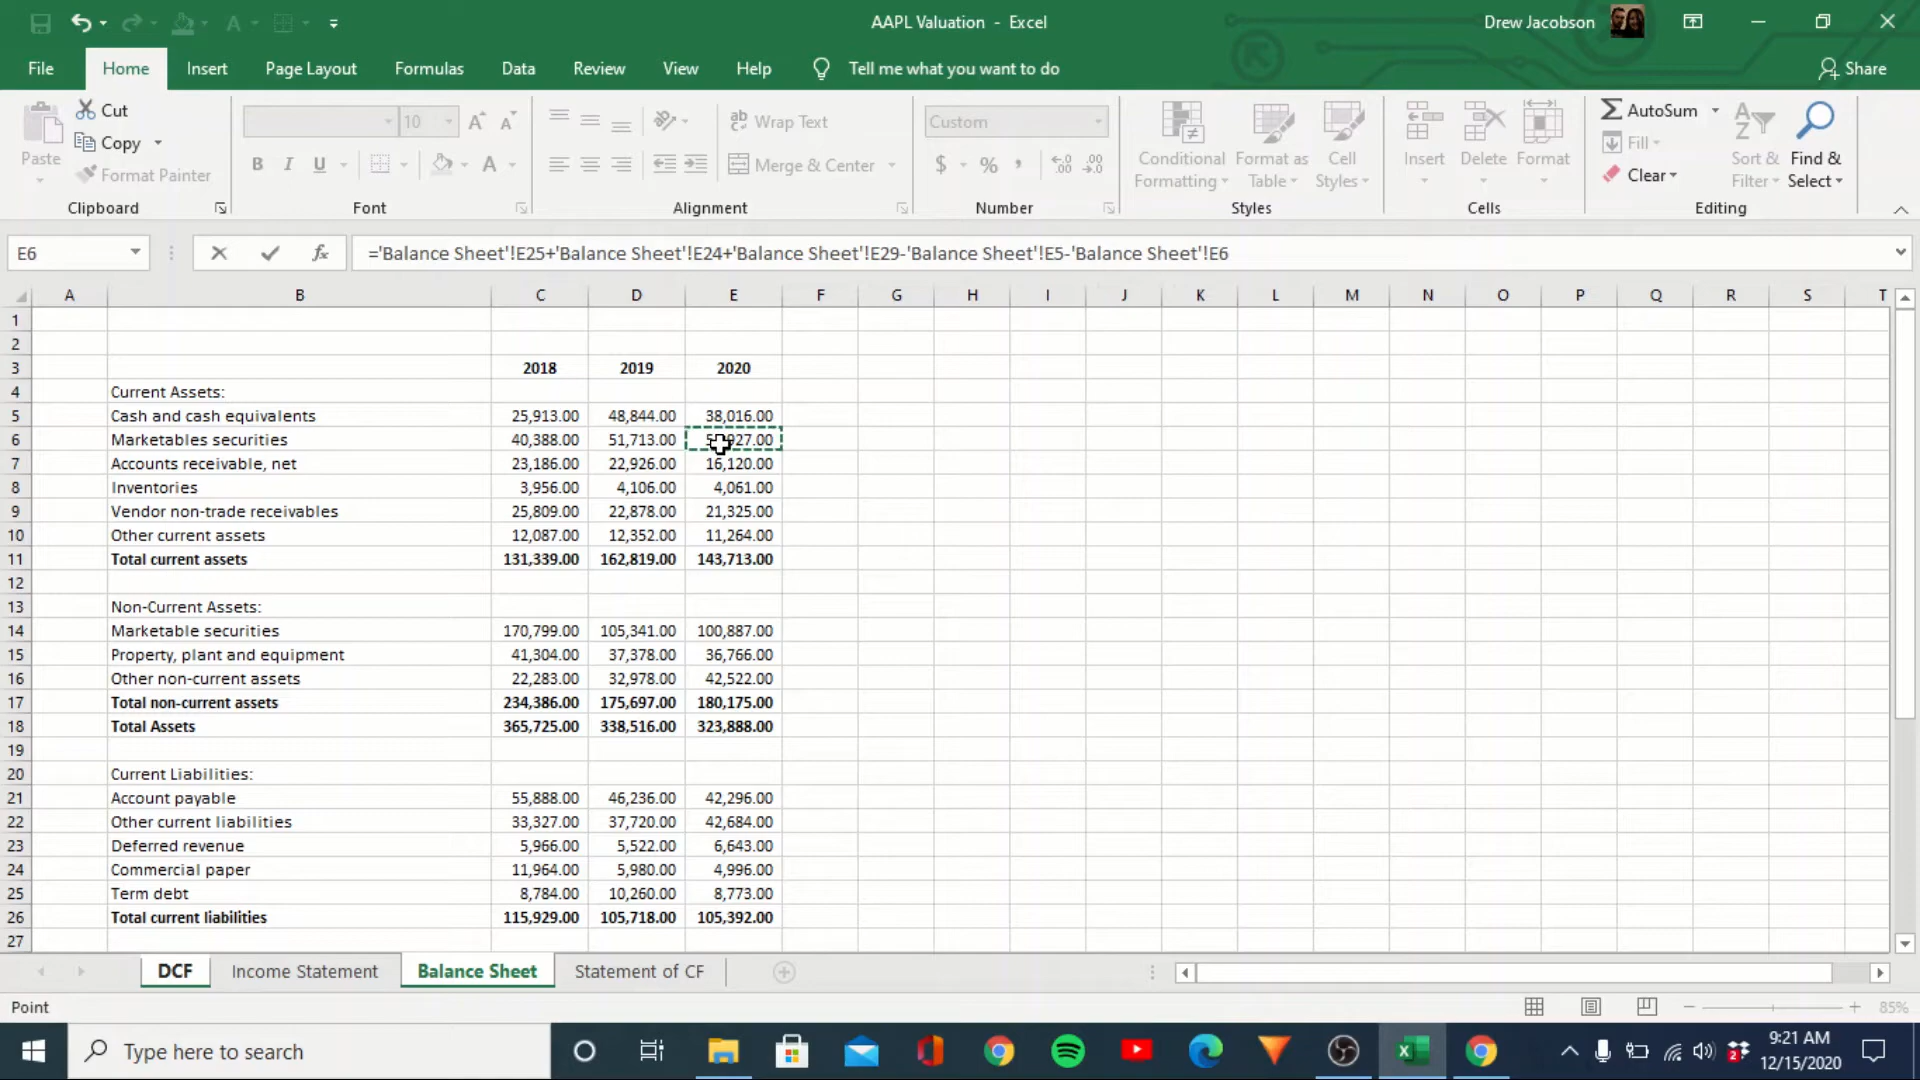 AAPL Valuation - Excel
Drew Jacobson
File Home Insert Page Layout Formulas Data Review View Help Tell me what you want to do Share
Paste
Cut
Copy
Format Painter
Clipboard
10 A A
B I U A
Font
ab Wrap Text
Merge & Center
Alignment
Custom
$ % , .00 .00
Number
Conditional Formatting
Format as Table
Cell Styles
Styles
Insert Delete Format
Cells
AutoSum
Fill
Clear
Sort & Filter
Find & Select
Editing
E6 fx ='Balance Sheet'!E25+'Balance Sheet'!E24+'Balance Sheet'!E29-'Balance Sheet'!E5-'Balance Sheet'!E6
A B C D E F G H I J K L M N O P Q R S T
1
2
3 2018 2019 2020
4 Current Assets:
5 Cash and cash equivalents 25,913.00 48,844.00 38,016.00
6 Marketables securities 40,388.00 51,713.00
7 Accounts receivable, net 23,186.00 22,926.00 16,120.00
8 Inventories 3,956.00 4,106.00 4,061.00
9 Vendor non-trade receivables 25,809.00 22,878.00 21,325.00
10 Other current assets 12,087.00 12,352.00 11,264.00
11 Total current assets 131,339.00 162,819.00 143,713.00
12
13 Non-Current Assets:
14 Marketable securities 170,799.00 105,341.00 100,887.00
15 Property, plant and equipment 41,304.00 37,378.00 36,766.00
16 Other non-current assets 22,283.00 32,978.00 42,522.00
17 Total non-current assets 234,386.00 175,697.00 180,175.00
18 Total Assets 365,725.00 338,516.00 323,888.00
19
20 Current Liabilities:
21 Account payable 55,888.00 46,236.00 42,296.00
22 Other current liabilities 33,327.00 37,720.00 42,684.00
23 Deferred revenue 5,966.00 5,522.00 6,643.00
24 Commercial paper 11,964.00 5,980.00 4,996.00
25 Term debt 8,784.00 10,260.00 8,773.00
26 Total current liabilities 115,929.00 105,718.00 105,392.00
27
DCF Income Statement Balance Sheet Statement of CF
Point 85%
Type here to search
9:21 AM
12/15/2020